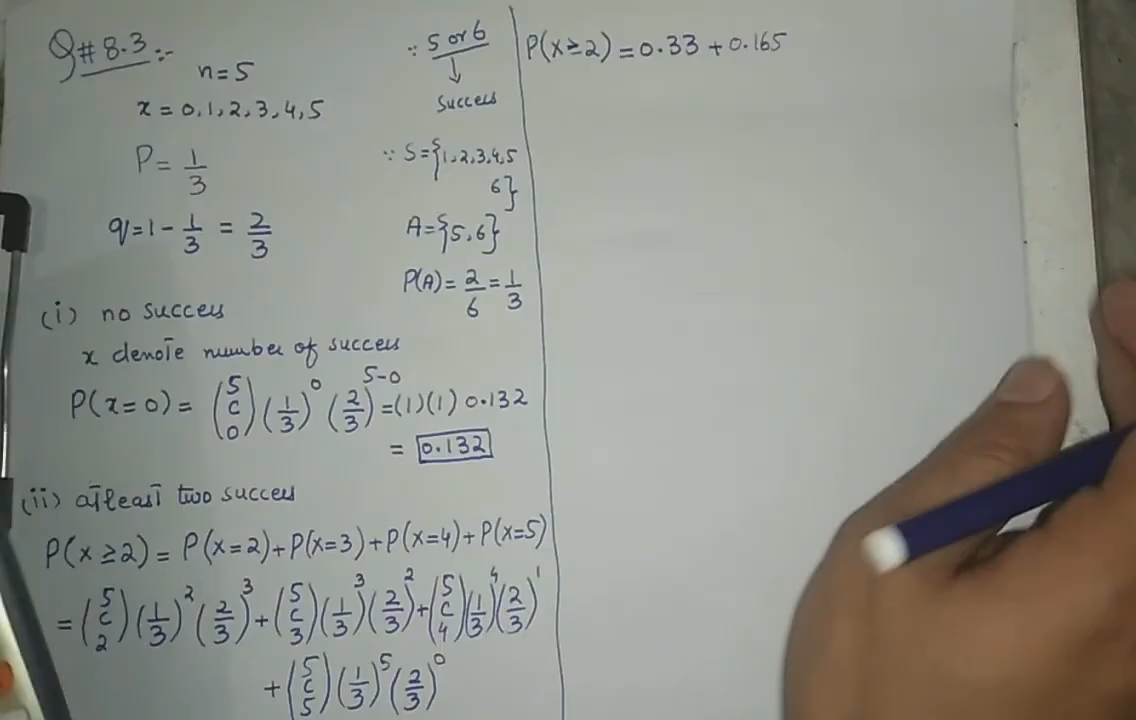 Q# 8.3 :-
n=5
x = 0,1,2,3,4,5
P = 1/3
q = 1 - 1/3 = 2/3
∵ 5 or 6
↓
success
∵ S={1,2,3,4,5
6}
A={5,6}
P(A) = 2/6 = 1/3
(i) no success
x denote number of success
P(x=0) = (5 C 0) (1/3)^0 (2/3)^5-0 = (1)(1) 0.132
= 0.132
(ii) atleast two success
P(x≥2) = P(x=2)+P(x=3)+P(x=4)+P(x=5)
= (5 C 2) (1/3)^2 (2/3)^3 + (5 C 3) (1/3)^3 (2/3)^2 + (5 C 4) (1/3)^4 (2/3)^1
+ (5 C 5) (1/3)^5 (2/3)^0
P(x≥2) = 0.33 + 0.165